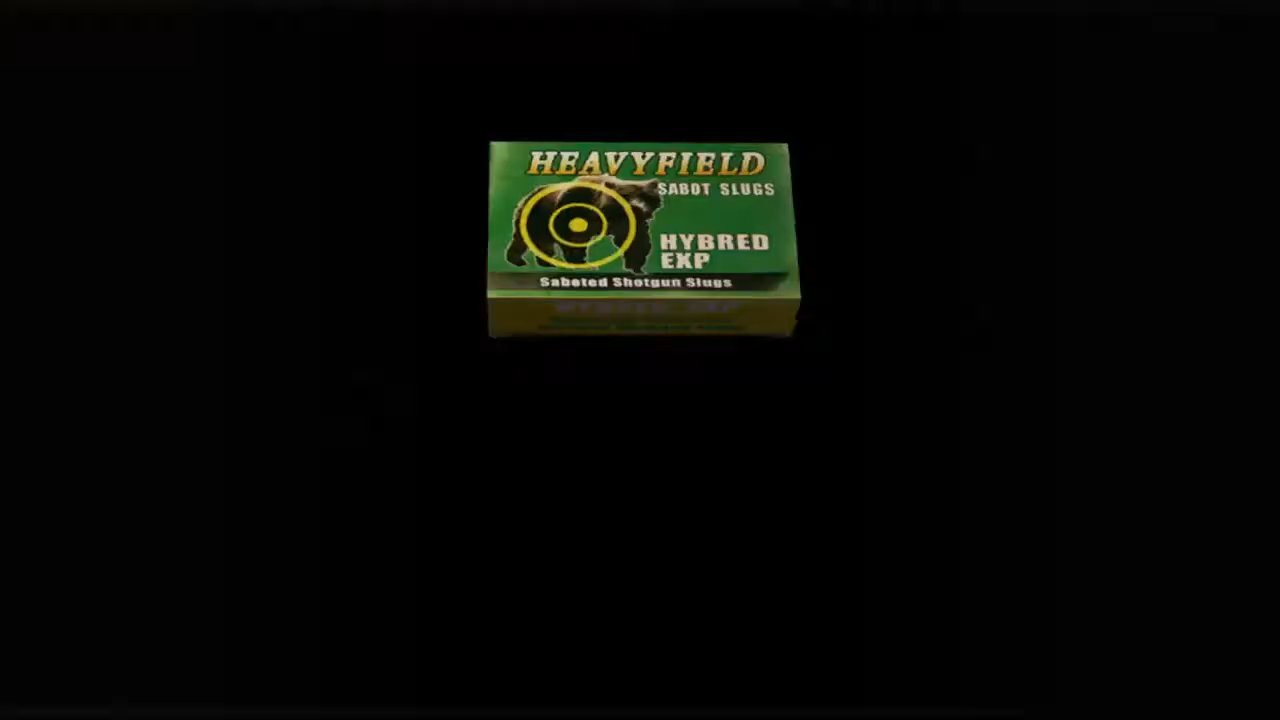 HEAVYFIELD
SABOT SLUGS
HYBRED
EXP
Saboted Shotgun Slugs